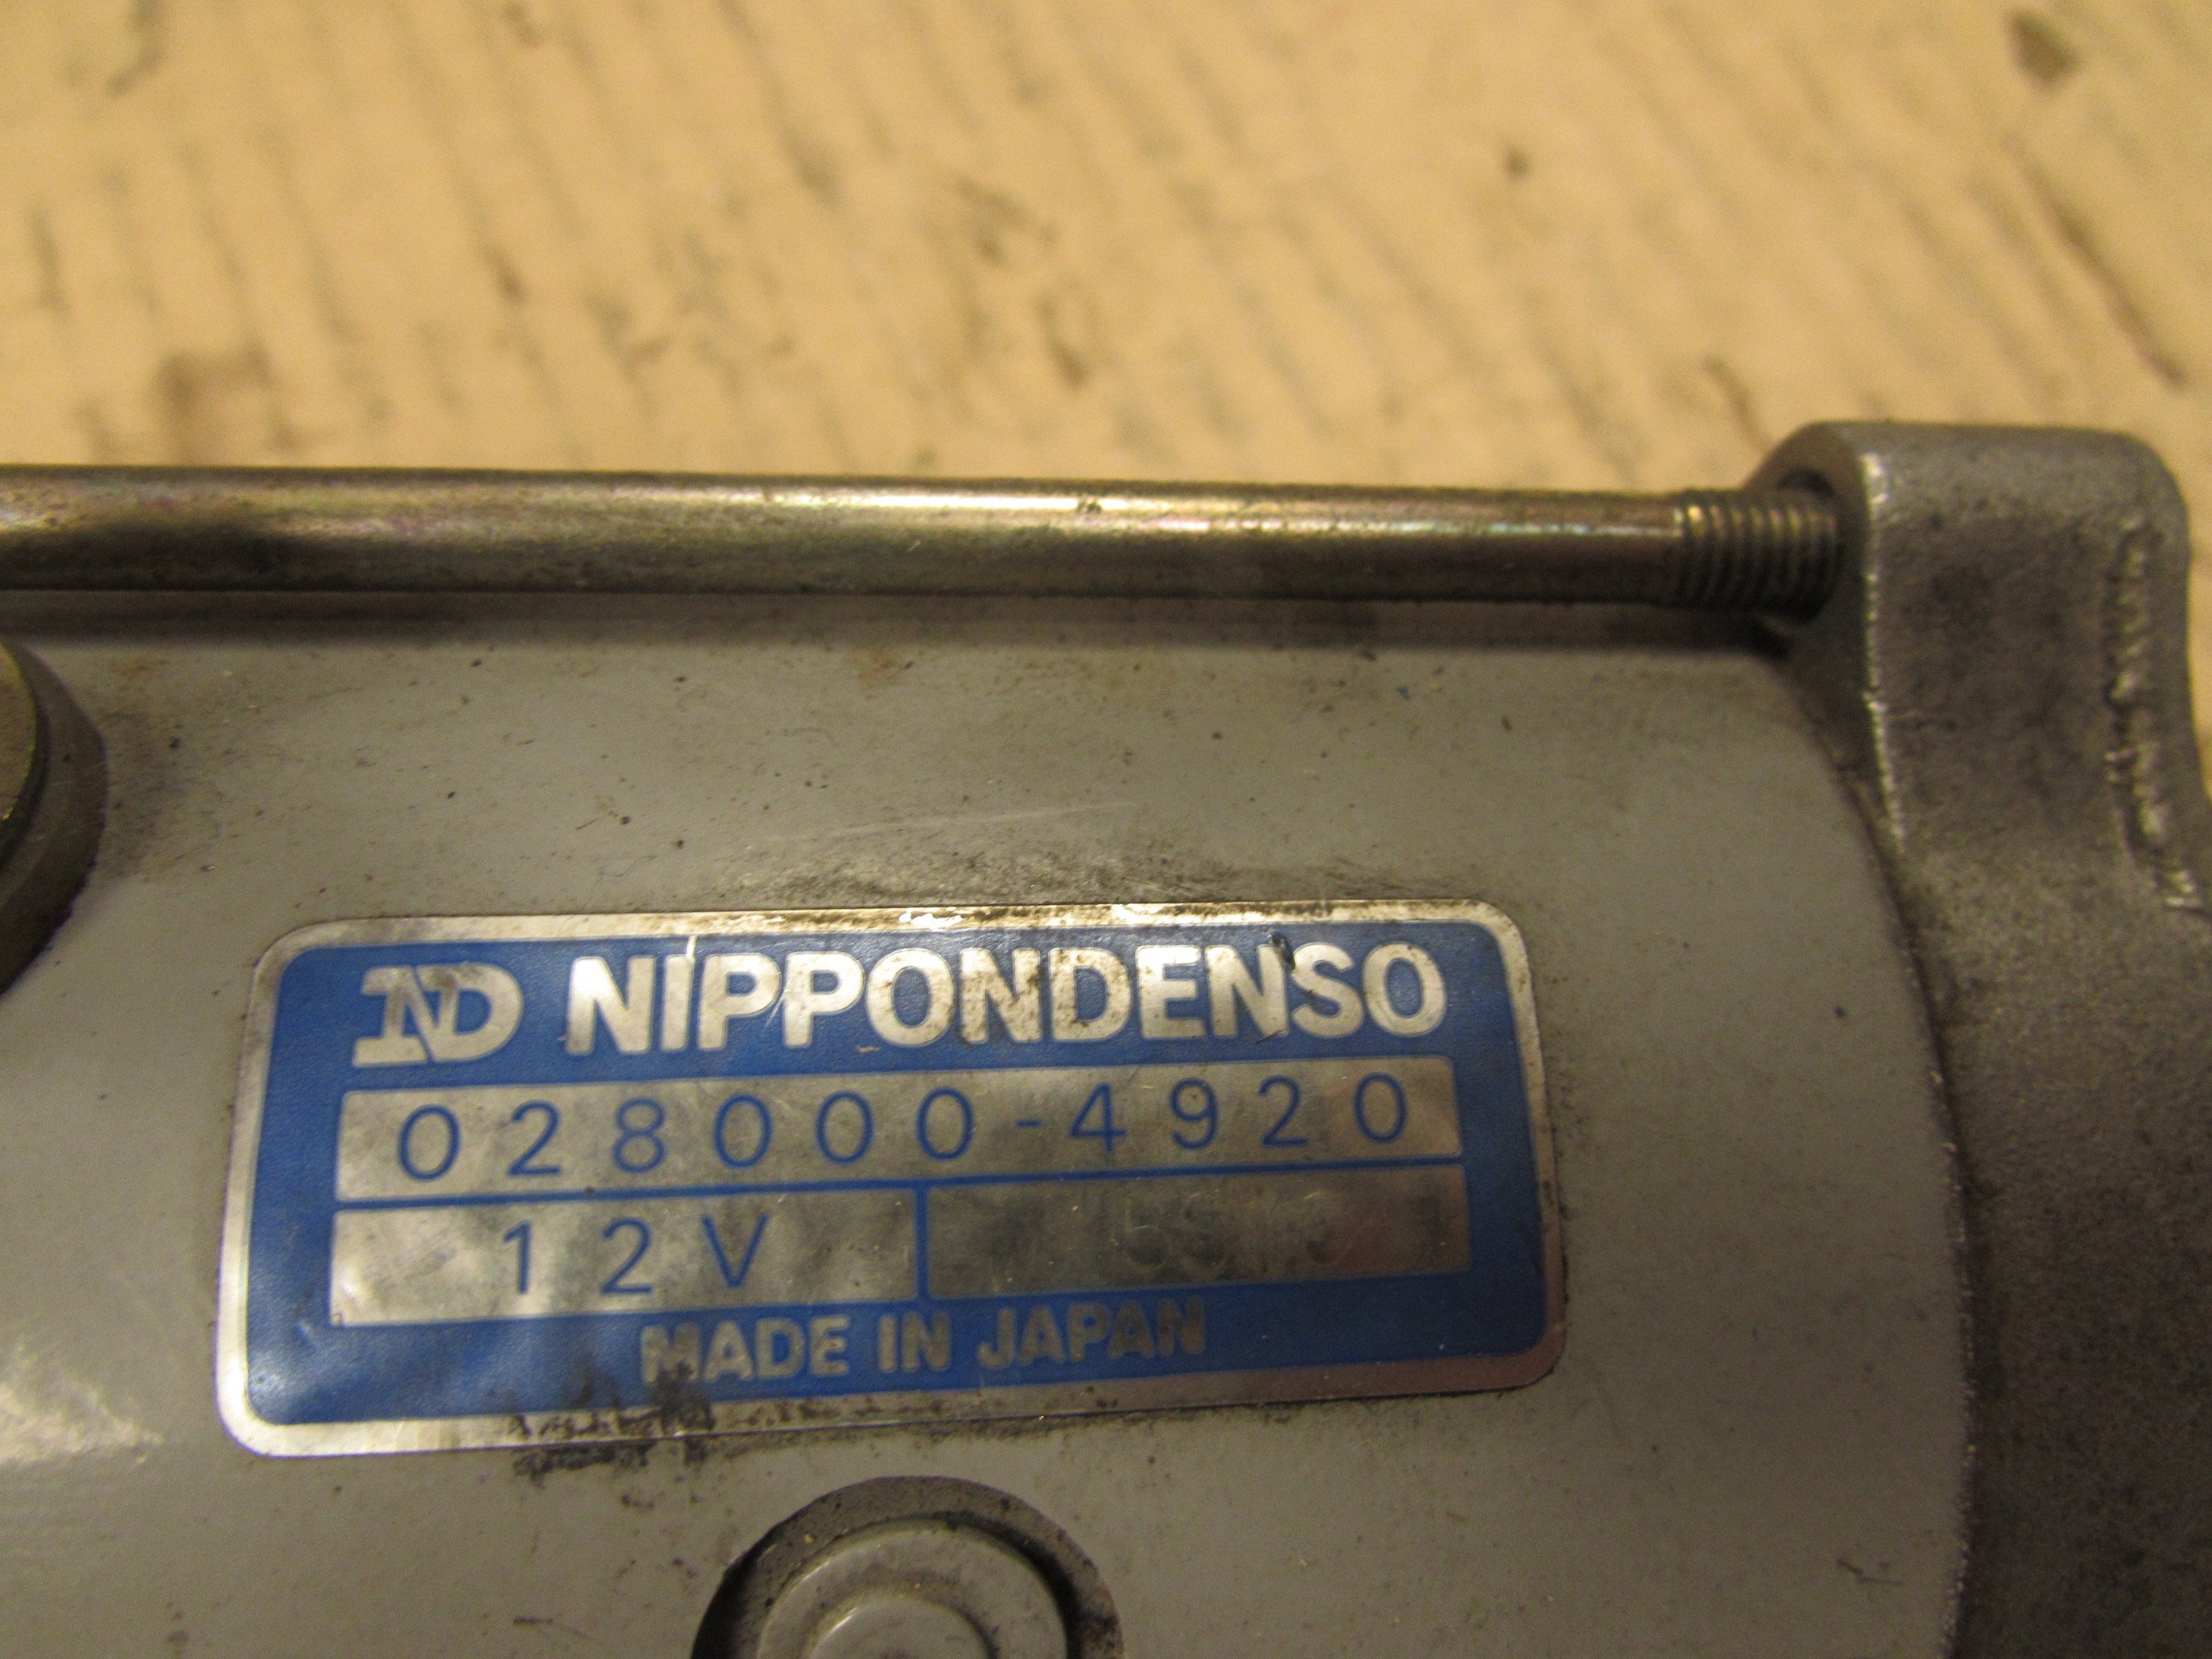 ND NIPPONDENSO
028000-4920
12V
MADE IN JAPAN